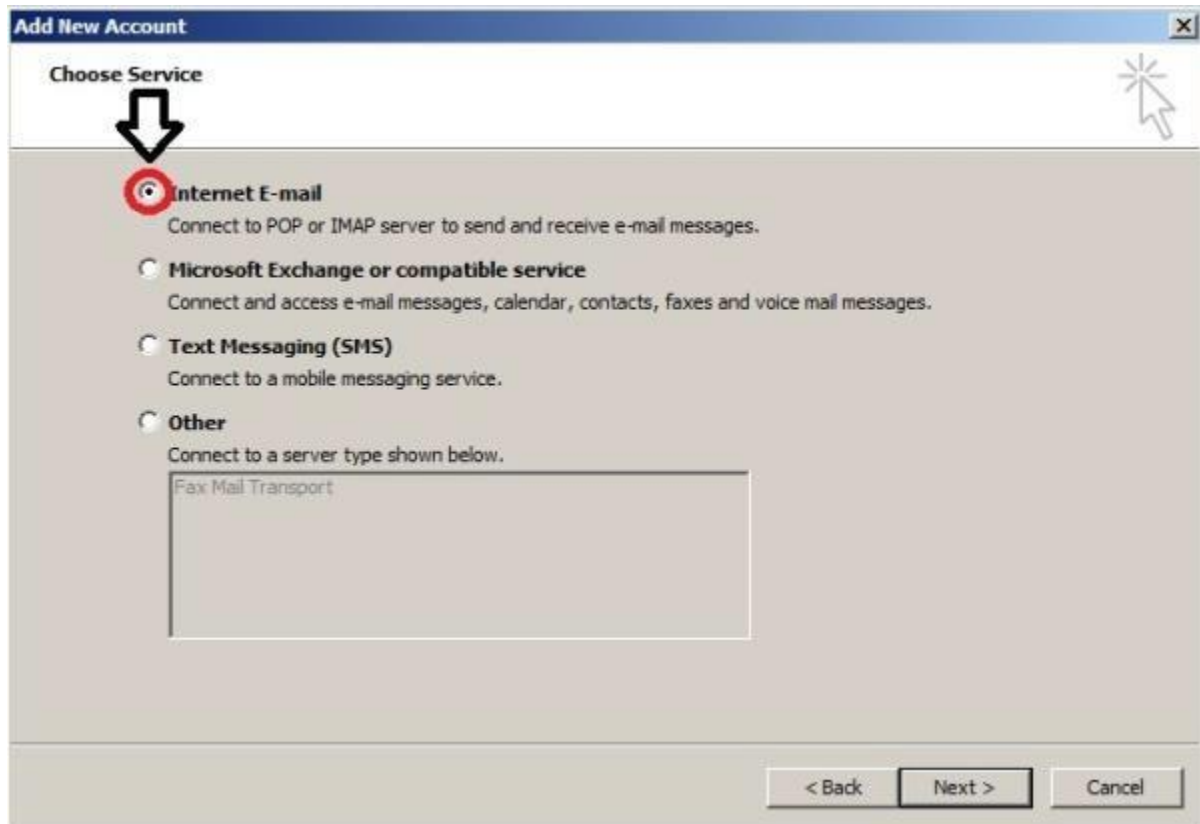 Add New Account
Choose Service
Internet E-mail
Connect to POP or IMAP server to send and receive e-mail messages.
Microsoft Exchange or compatible service
Connect and access e-mail messages, calendar, contacts, faxes and voice mail messages.
Text Messaging (SMS)
Connect to a mobile messaging service.
Other
Connect to a server type shown below.
Fax Mail Transport
< Back Next > Cancel